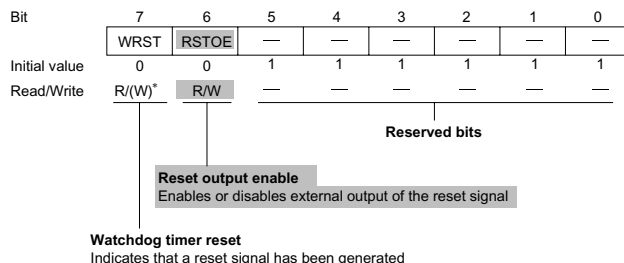 Bit 7 6 5 4 3 2 1 0
WRST RSTOE — — — — — —
Initial value 0 0 1 1 1 1 1 1
Read/Write R/(W)* R/W — — — — — —
Reserved bits
Reset output enable
Enables or disables external output of the reset signal
Watchdog timer reset
Indicates that a reset signal has been generated